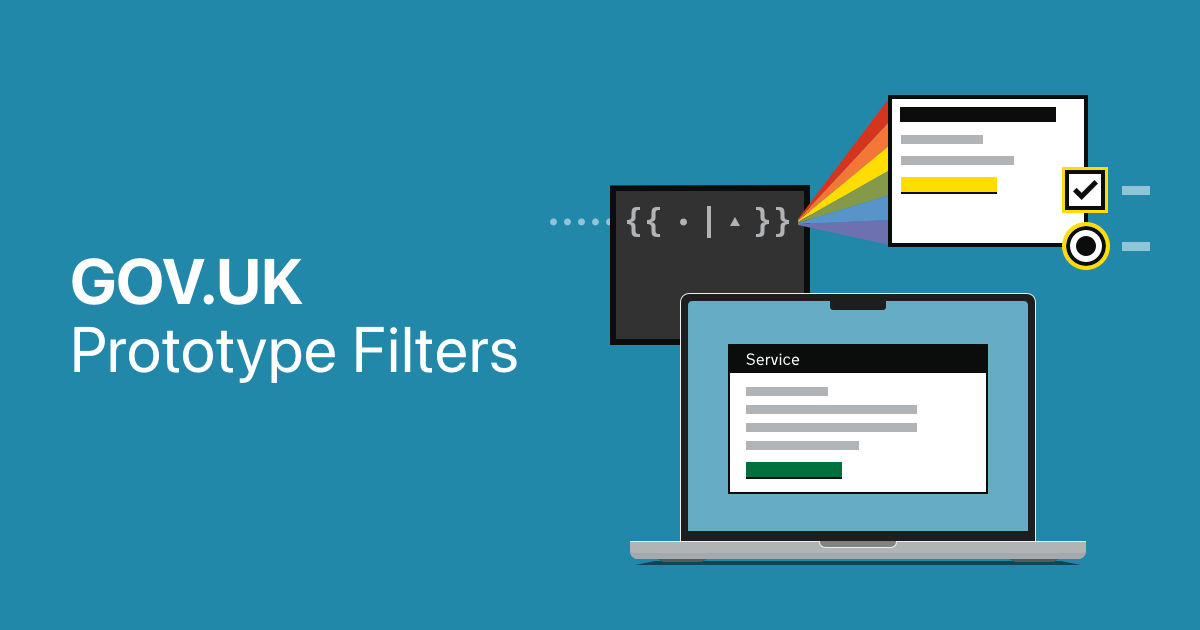 GOV.UK
Prototype Filters
{{ • | ▲ }}
Service